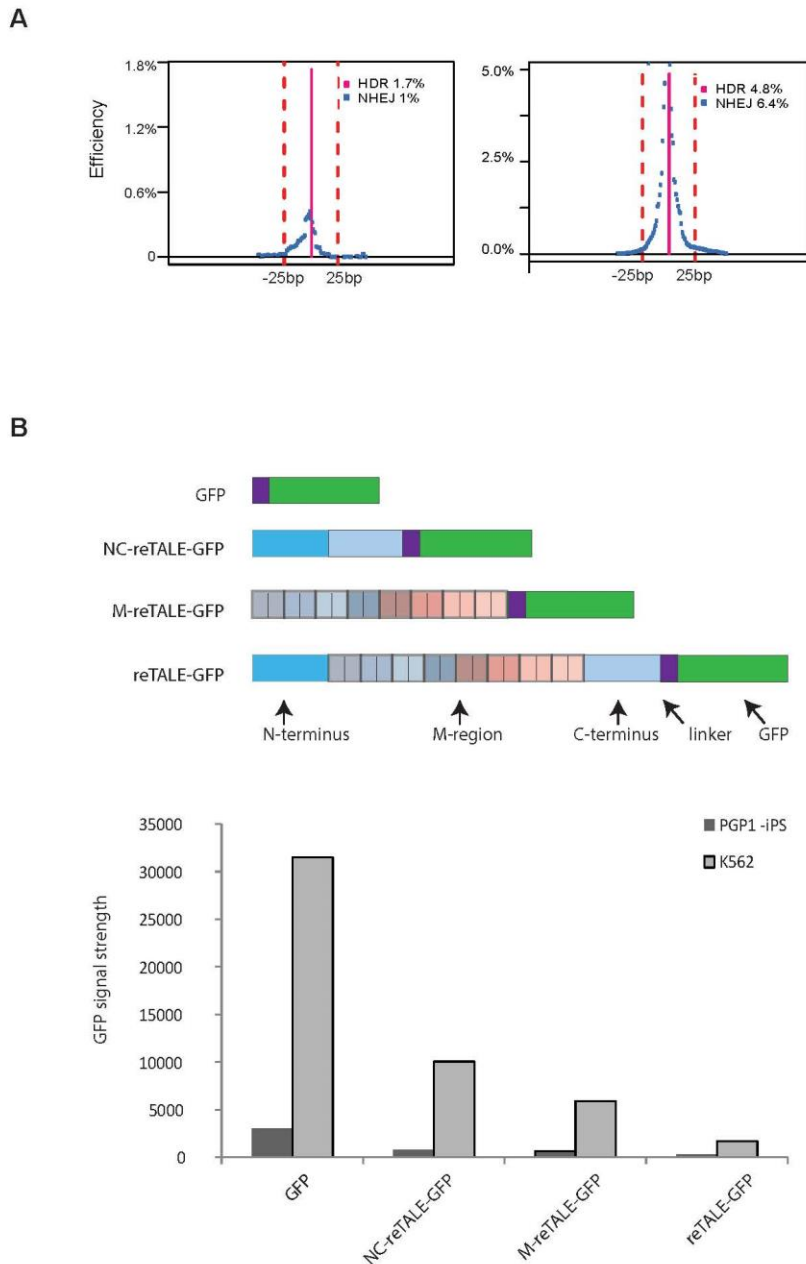 A
Efficiency
1.8%
1.2%
0.6%
0
HDR 1.7%
NHEJ 1%
-25bp 25bp
5.0%
2.5%
0.0%
HDR 4.8%
NHEJ 6.4%
-25bp 25bp
B
GFP
NC-reTALE-GFP
M-reTALE-GFP
reTALE-GFP
N-terminus M-region C-terminus linker GFP
GFP signal strength
35000
30000
25000
20000
15000
10000
5000
0
PGP1 -iPS
K562
GFP
NC-reTALE-GFP
M-reTALE-GFP
reTALE-GFP